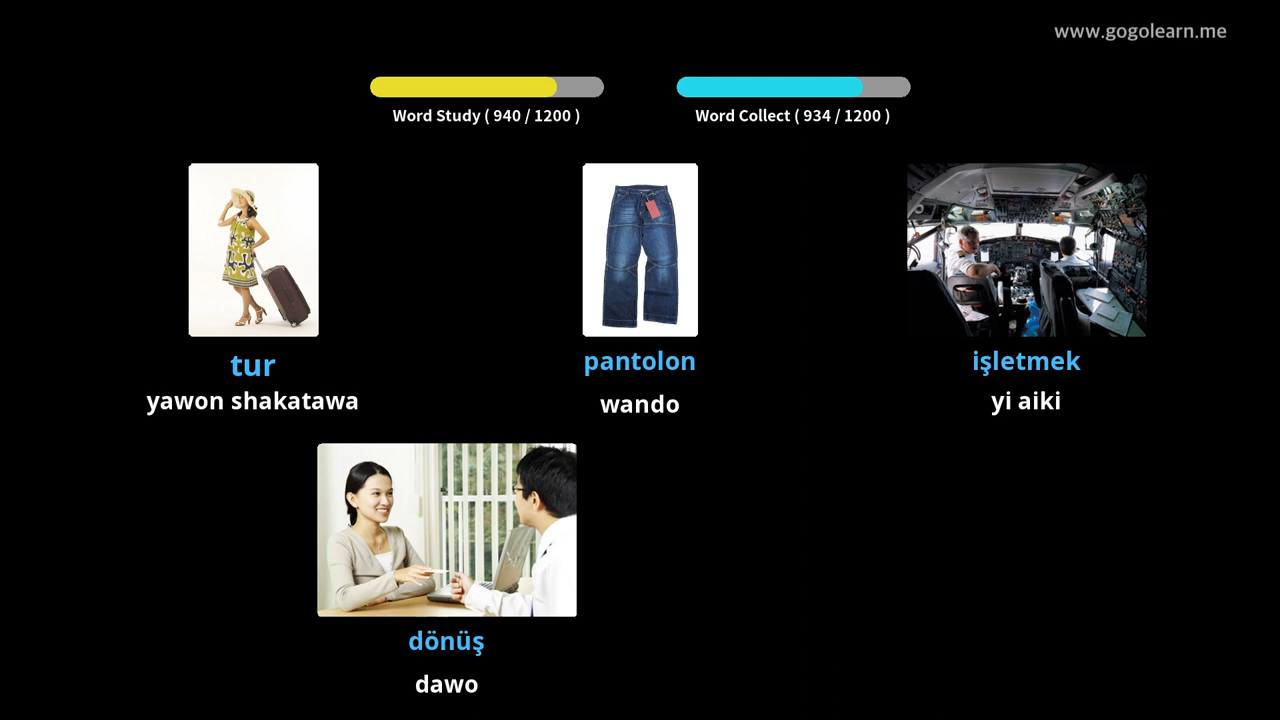 www.gogolearn.me
Word Study ( 940 / 1200 )
Word Collect ( 934 / 1200 )
tur
yawon shakatawa
pantolon
wando
işletmek
yi aiki
dönüş
dawo